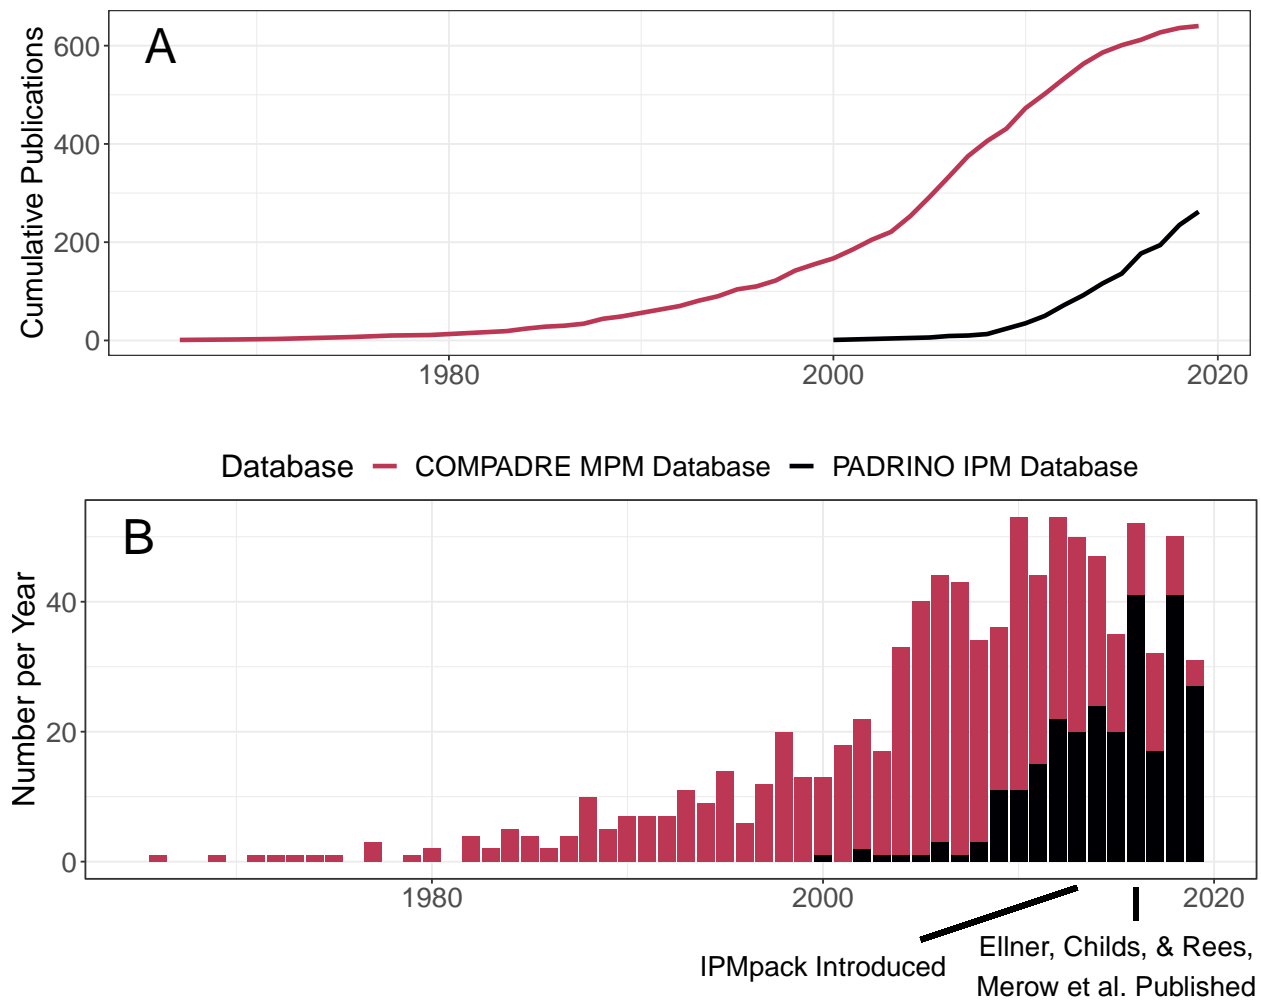 A
Cumulative Publications
600
400
200
0
1980 2000 2020
Database COMPADRE MPM Database PADRINO IPM Database
B
Number per Year
40
20
0
1980 2000 2020
IPMpack Introduced
Ellner, Childs, & Rees,
Merow et al. Published